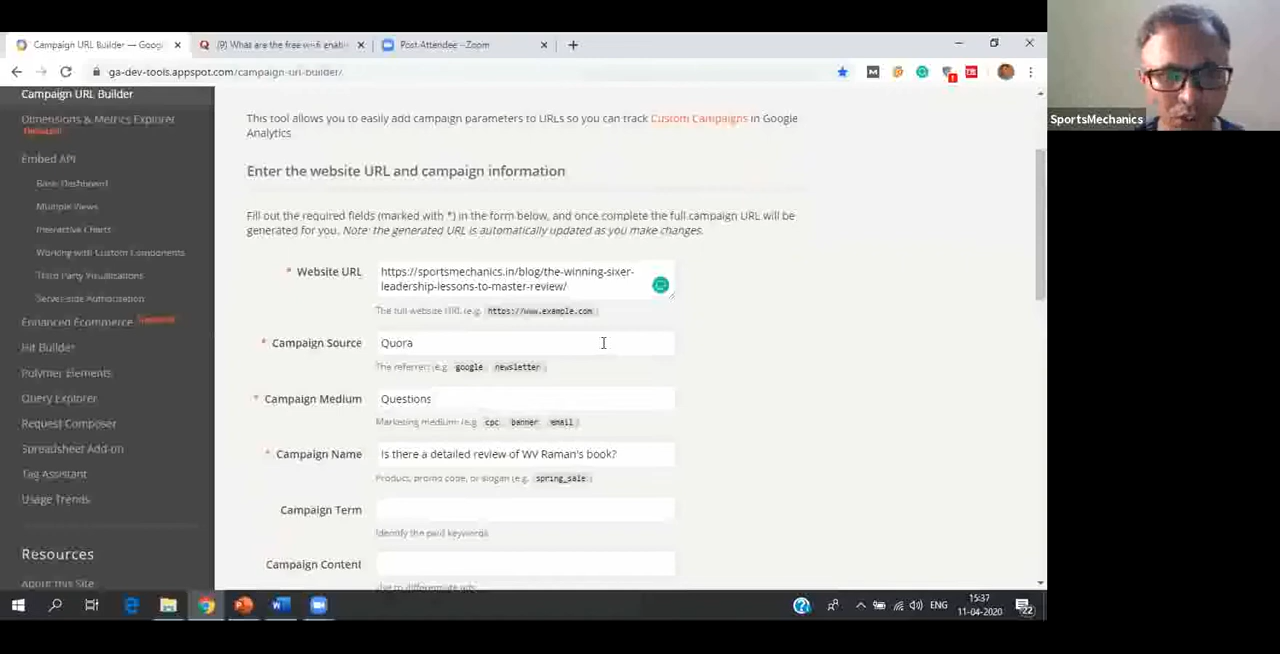 Campaign URL Builder — Goog
(9) What are the free wifi enabli
Post Attendee - Zoom
ga-dev-tools.appspot.com/campaign-url-builder/
SportsMechanics
Campaign URL Builder
Dimensions & Metrics Explorer
Embed API
Basic Dashboard
Multiple Views
Interactive Charts
Working with Custom Components
Third Party Visualizations
Server-side Authorization
Enhanced Ecommerce
Hit Builder
Polymer Elements
Query Explorer
Request Composer
Spreadsheet Add-on
Tag Assistant
Usage Trends
Resources
About this Site
This tool allows you to easily add campaign parameters to URLs so you can track Custom Campaigns in Google
Analytics
Enter the website URL and campaign information
Fill out the required fields (marked with *) in the form below, and once complete the full campaign URL will be
generated for you. Note: the generated URL is automatically updated as you make changes.
* Website URL
https://sportsmechanics.in/blog/the-winning-sixer-
leadership-lessons-to-master-review/
The full website URL (e.g. https://www.example.com )
* Campaign Source
Quora
The referrer (e.g. google newsletter )
* Campaign Medium
Questions
Marketing medium (e.g. cpc banner email )
* Campaign Name
Is there a detailed review of WV Raman's book?
Product, promo code, or slogan (e.g. spring_sale )
Campaign Term
Identify the paid keywords
Campaign Content
Use to differentiate ads
ENG
15:37
11-04-2020
22